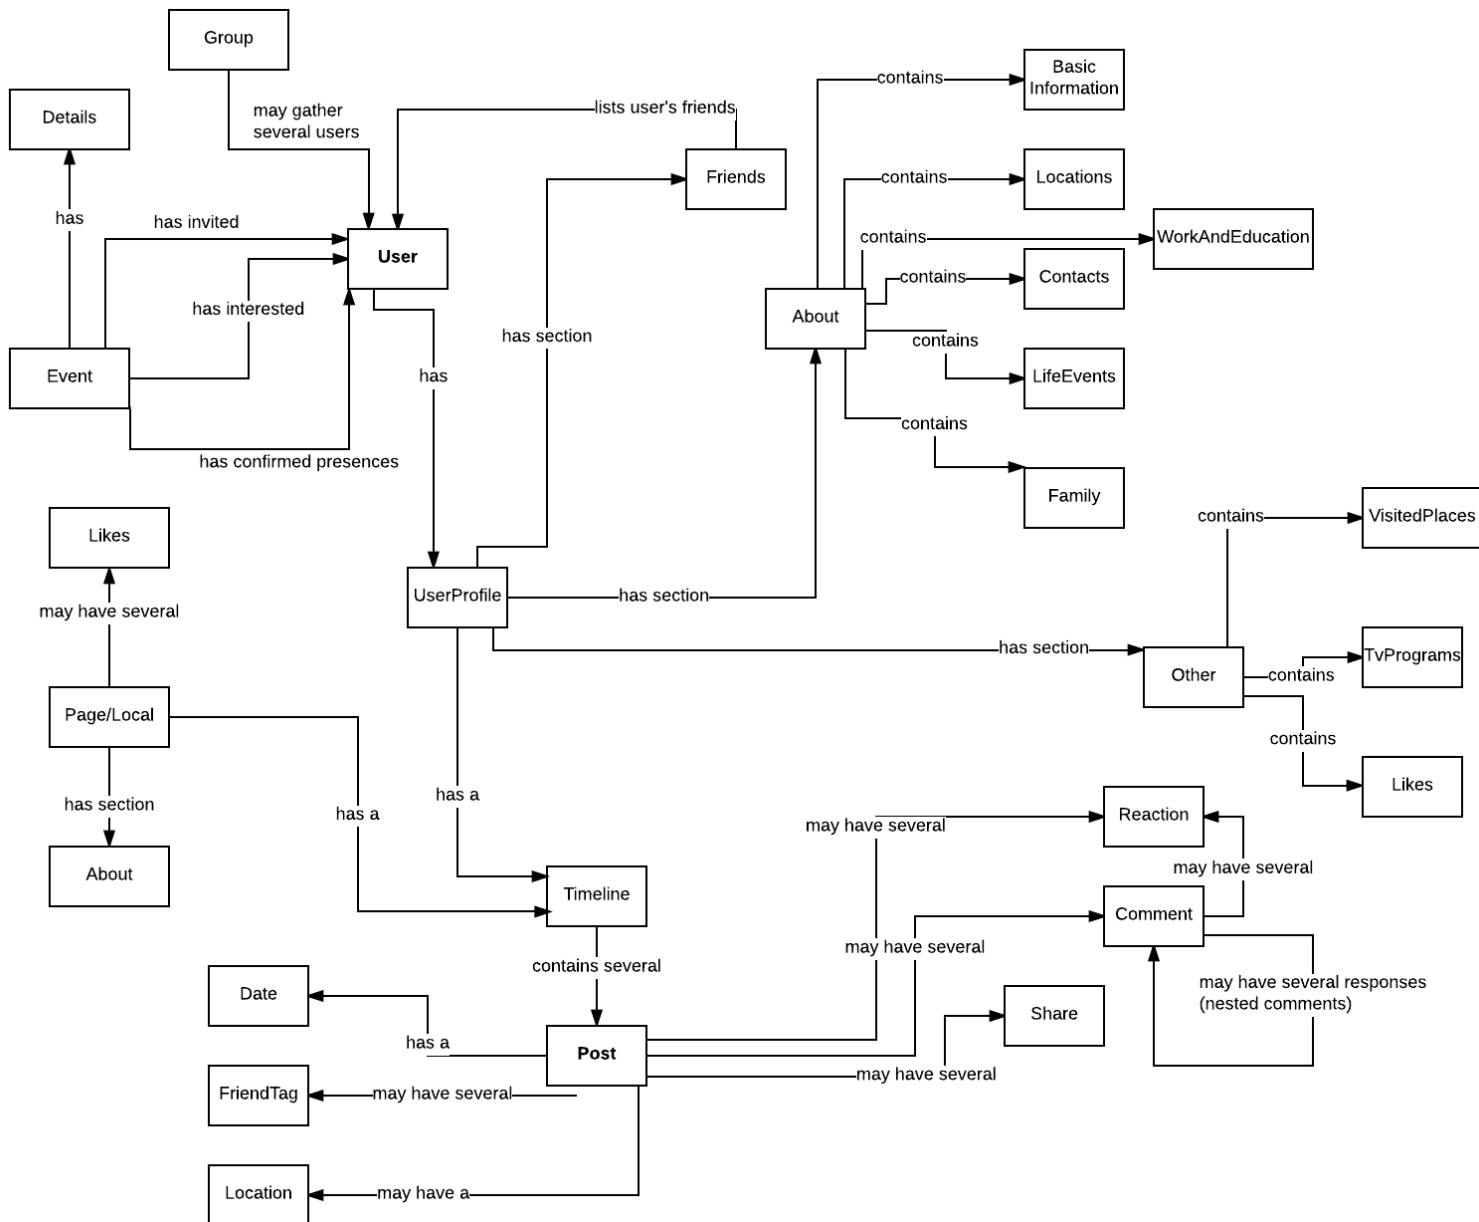 Group
Details
may gather
several users
lists user's friends
contains
Basic
Information
Friends
contains
Locations
has
has invited
contains
WorkAndEducation
User
contains
Contacts
has interested
About
has section
contains
Event
has
LifeEvents
contains
has confirmed presences
Family
Likes
contains
VisitedPlaces
may have several
UserProfile
has section
has section
TvPrograms
Other
contains
Page/Local
contains
has section
has a
has a
Likes
may have several
Reaction
About
may have several
Timeline
Comment
may have several
contains several
may have several responses
(nested comments)
Date
Share
has a
Post
may have several
FriendTag
may have several
Location
may have a